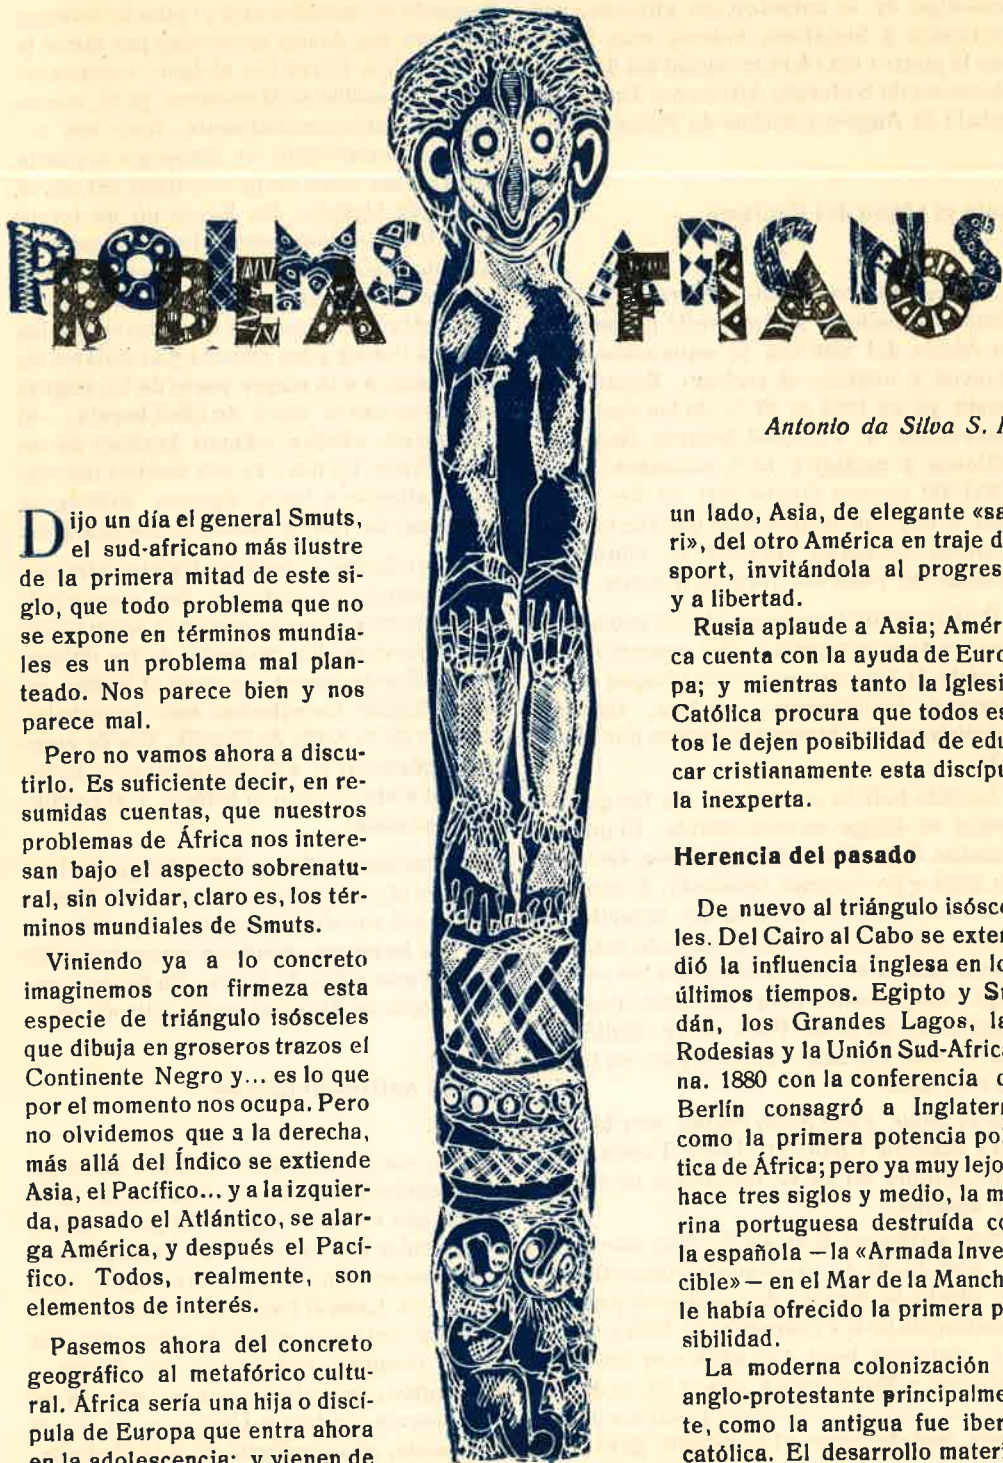 PROBLEMAS AFRICANOS
Antonio da Silva S.
Dijo un día el general Smuts,
el sud-africano más ilustre
de la primera mitad de este si-
glo, que todo problema que no
se expone en términos mundia-
les es un problema mal plan-
teado. Nos parece bien y nos
parece mal.
Pero no vamos ahora a discu-
tirlo. Es suficiente decir, en re-
sumidas cuentas, que nuestros
problemas de África nos intere-
san bajo el aspecto sobrenatu-
ral, sin olvidar, claro es, los tér-
minos mundiales de Smuts.
Viniendo ya a lo concreto
imaginemos con firmeza esta
especie de triángulo isósceles
que dibuja en groseros trazos el
Continente Negro y... es lo que
por el momento nos ocupa. Pero
no olvidemos que a la derecha,
más allá del Índico se extiende
Asia, el Pacífico... y a la izquier-
da, pasado el Atlántico, se alar-
ga América, y después el Pací-
fico. Todos, realmente, son
elementos de interés.
Pasemos ahora del concreto
geográfico al metafórico cultu-
ral. África sería una hija o discí-
pula de Europa que entra ahora
en la adolescencia; y vienen de
un lado, Asia, de elegante «sa
ri», del otro América en traje d
sport, invitándola al progres
y a libertad.
Rusia aplaude a Asia; Améri
ca cuenta con la ayuda de Euro
pa; y mientras tanto la Iglesi
Católica procura que todos es
tos le dejen posibilidad de edu
car cristianamente esta discípu
la inexperta.
Herencia del pasado
De nuevo al triángulo isósce
les. Del Cairo al Cabo se exten
dió la influencia inglesa en lo
últimos tiempos. Egipto y Su
dán, los Grandes Lagos, la
Rodesias y la Unión Sud-Africa
na. 1880 con la conferencia d
Berlín consagró a Inglaterr
como la primera potencia pol
tica de África; pero ya muy lejo
hace tres siglos y medio, la m
rina portuguesa destruída co
la española — la «Armada Inve
cible» — en el Mar de la Manch
le había ofrecido la primera p
sibilidad.
La moderna colonización
anglo-protestante principalme
te, como la antigua fue iber
católica. El desarrollo materi